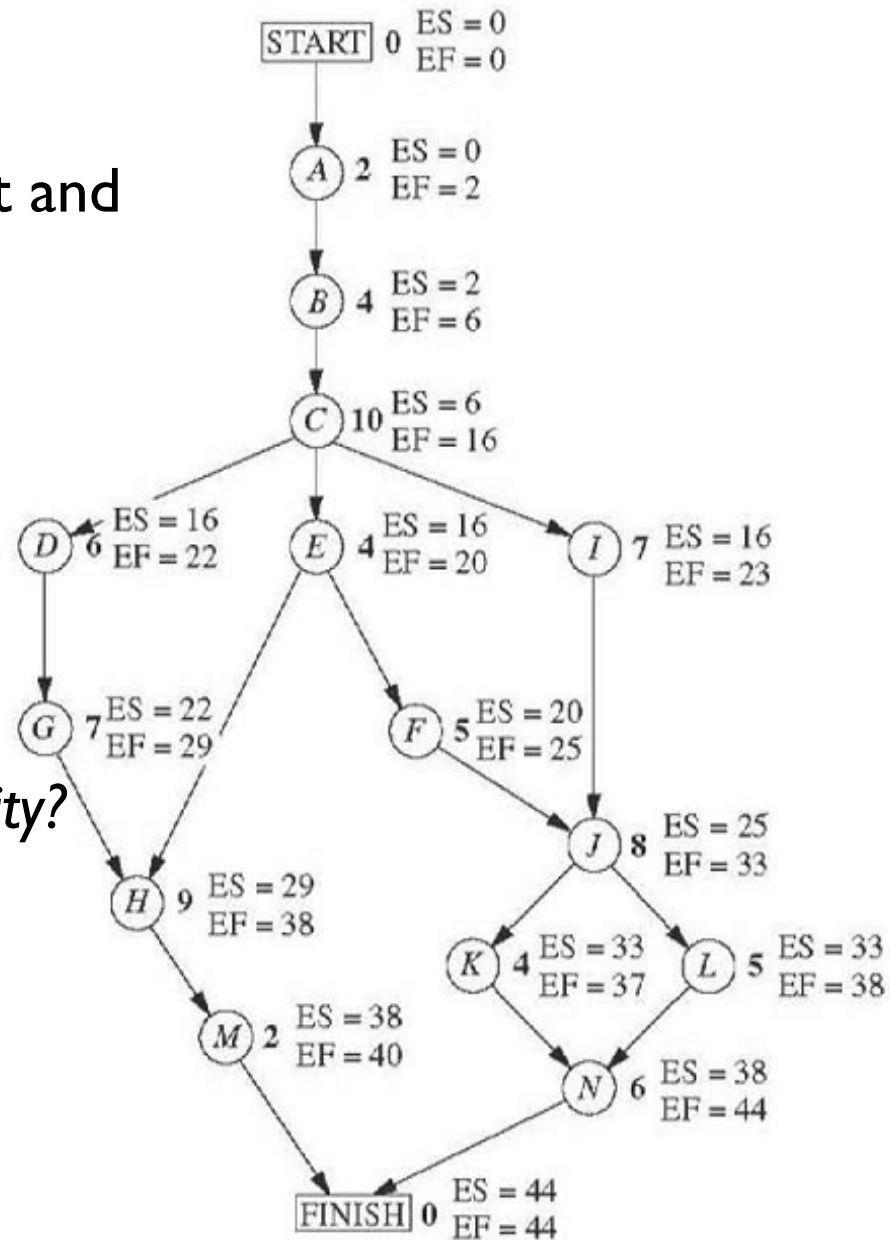 START 0 ES = 0
EF = 0
A 2 ES = 0
EF = 2
t and
B 4 ES = 2
EF = 6
C 10 ES = 6
EF = 16
D 6 ES = 16
EF = 22
E 4 ES = 16
EF = 20
I 7 ES = 16
EF = 23
G 7 ES = 22
EF = 29
F 5 ES = 20
EF = 25
ity?
J 8 ES = 25
EF = 33
H 9 ES = 29
EF = 38
K 4 ES = 33
EF = 37
L 5 ES = 33
EF = 38
M 2 ES = 38
EF = 40
N 6 ES = 38
EF = 44
FINISH 0 ES = 44
EF = 44